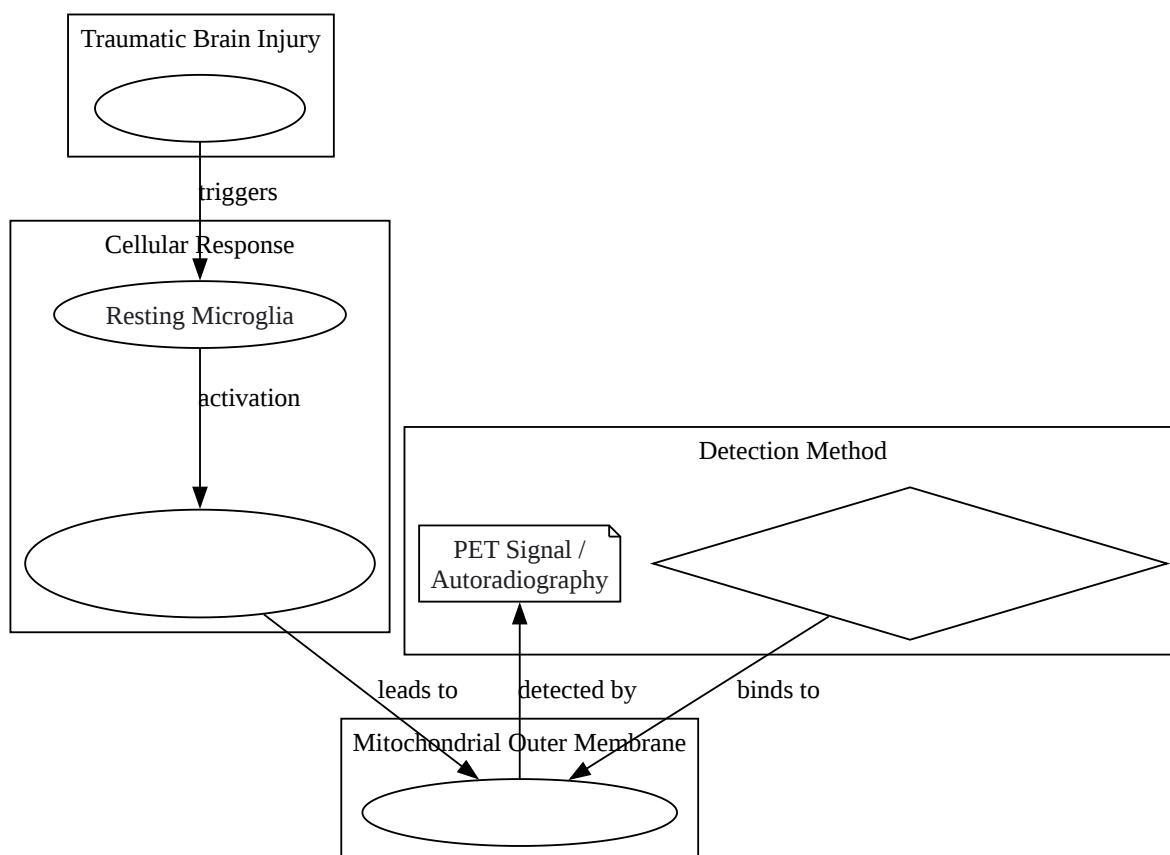 Traumatic Brain Injury
triggers
Cellular Response
Resting Microglia
activation
Detection Method
PET Signal /
Autoradiography
leads to
detected by
binds to
Mitochondrial Outer Membrane